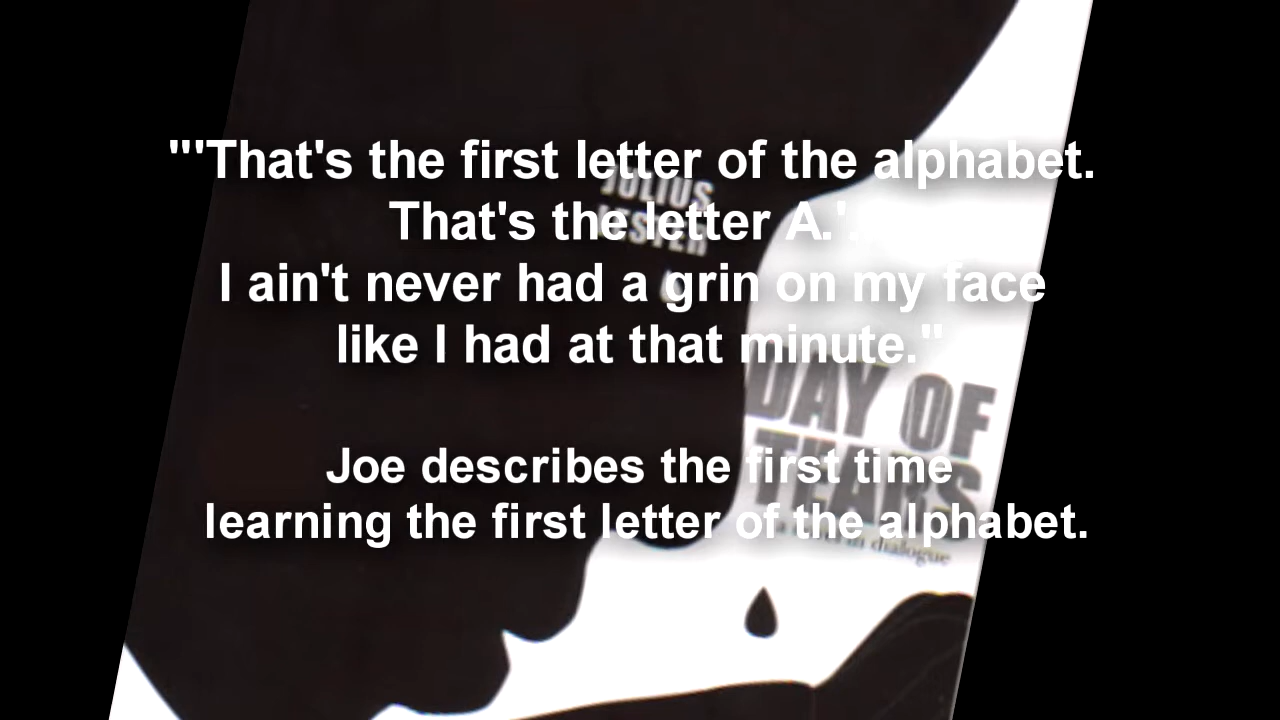 "'That's the first letter of the alphabet.
That's the letter A.'..
I ain't never had a grin on my face
like I had at that minute."
Joe describes the first time
learning the first letter of the alphabet.
JULIUS
LESTER
DAY OF
TEARS
in dialogue